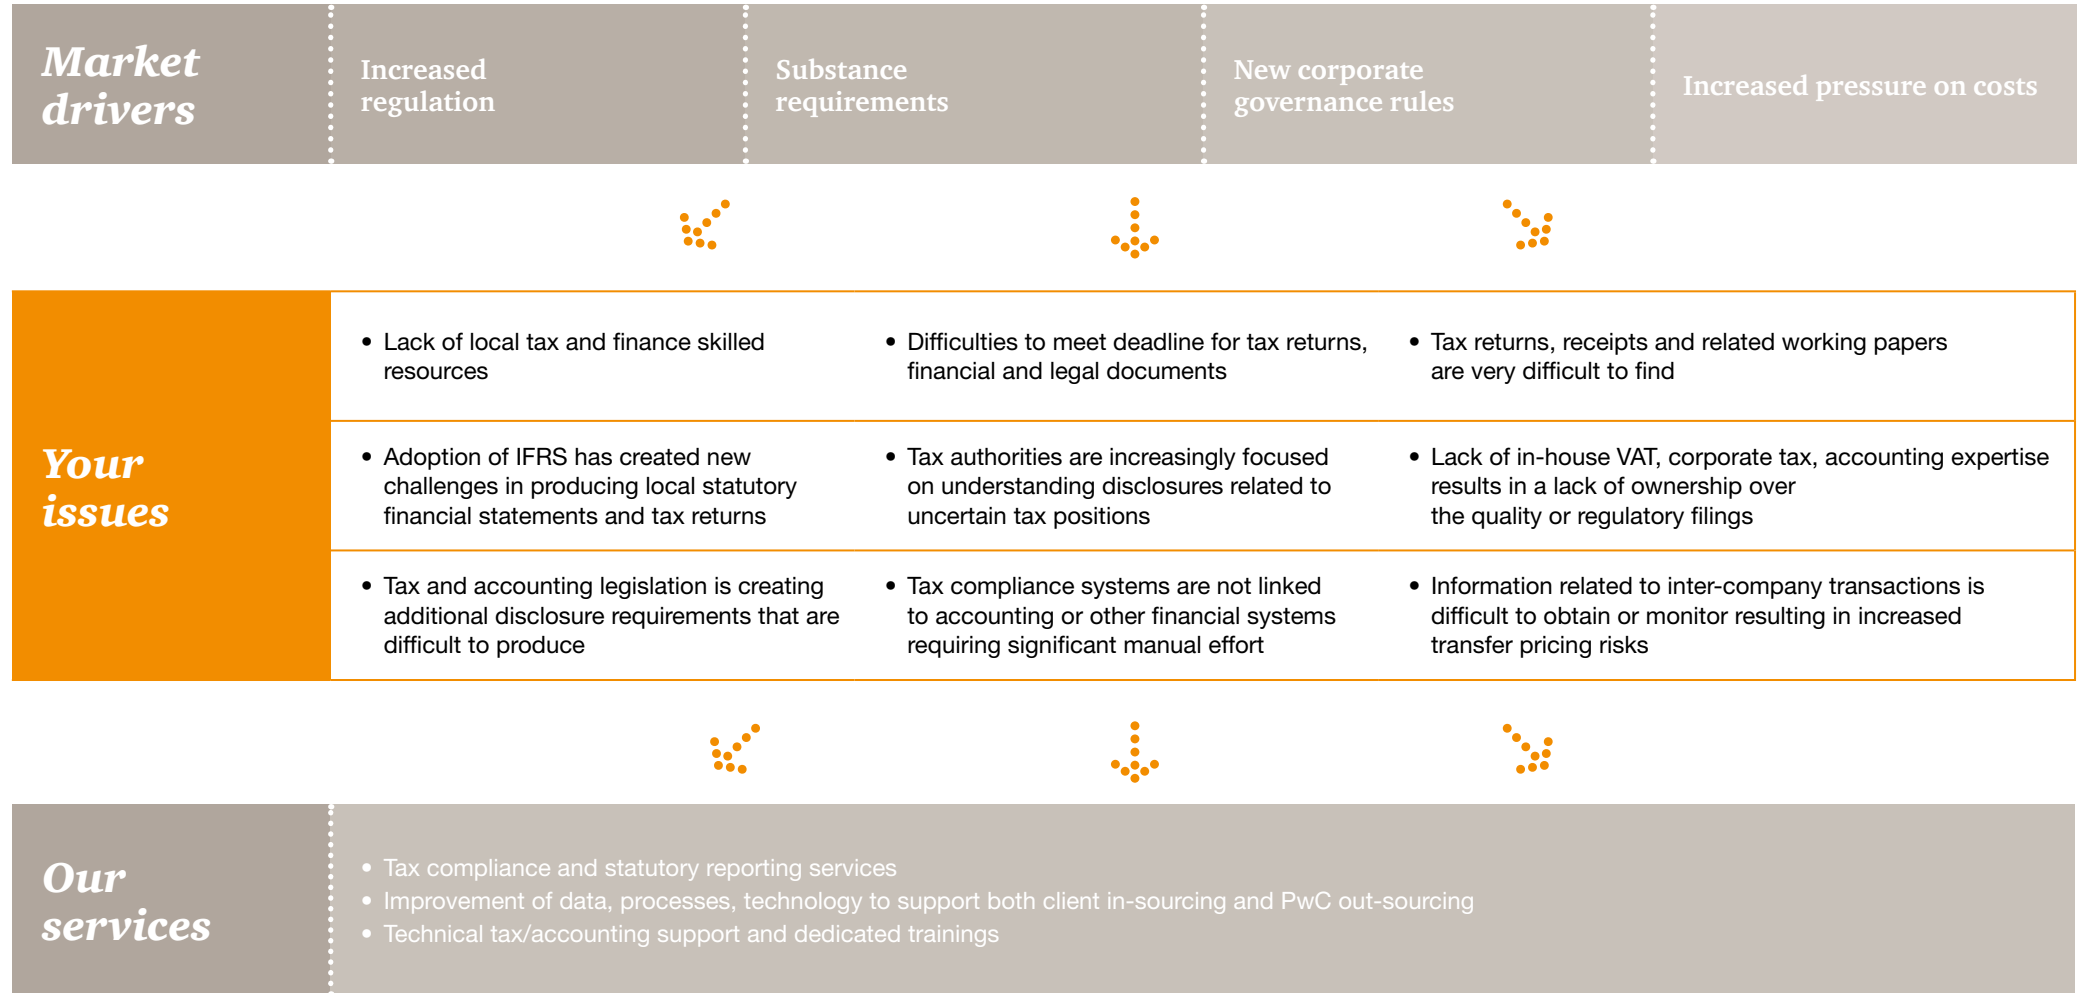 Market
drivers
Increased
regulation
Substance
requirements
New corporate
governance rules
Increased pressure on costs
Your
issues
• Lack of local tax and finance skilled
resources
• Difficulties to meet deadline for tax returns,
financial and legal documents
• Tax returns, receipts and related working papers
are very difficult to find
• Adoption of IFRS has created new
challenges in producing local statutory
financial statements and tax returns
• Tax authorities are increasingly focused
on understanding disclosures related to
uncertain tax positions
• Lack of in-house VAT, corporate tax, accounting expertise
results in a lack of ownership over
the quality or regulatory filings
• Tax and accounting legislation is creating
additional disclosure requirements that are
difficult to produce
• Tax compliance systems are not linked
to accounting or other financial systems
requiring significant manual effort
• Information related to inter-company transactions is
difficult to obtain or monitor resulting in increased
transfer pricing risks
Our
services
• Tax compliance and statutory reporting services
• Improvement of data, processes, technology to support both client in-sourcing and PwC out-sourcing
• Technical tax/accounting support and dedicated trainings